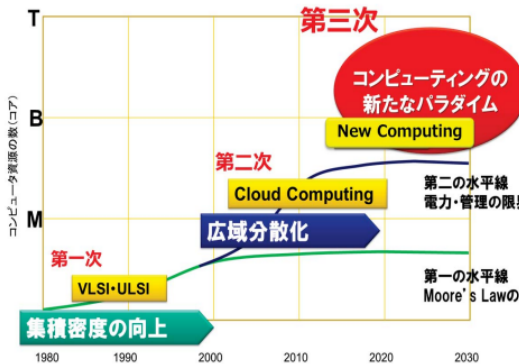 T
第三次
コンピューティングの
新たなパラダイム
B
New Computing
コンピュータ資源の数(コア)
第二次
Cloud Computing
第二の水平線
電力・管理の限界
M
広域分散化
第一次
第一の水平線
Moore's Lawの
VLSI・ULSI
集積密度の向上
1980 1990 2000 2010 2020 2030